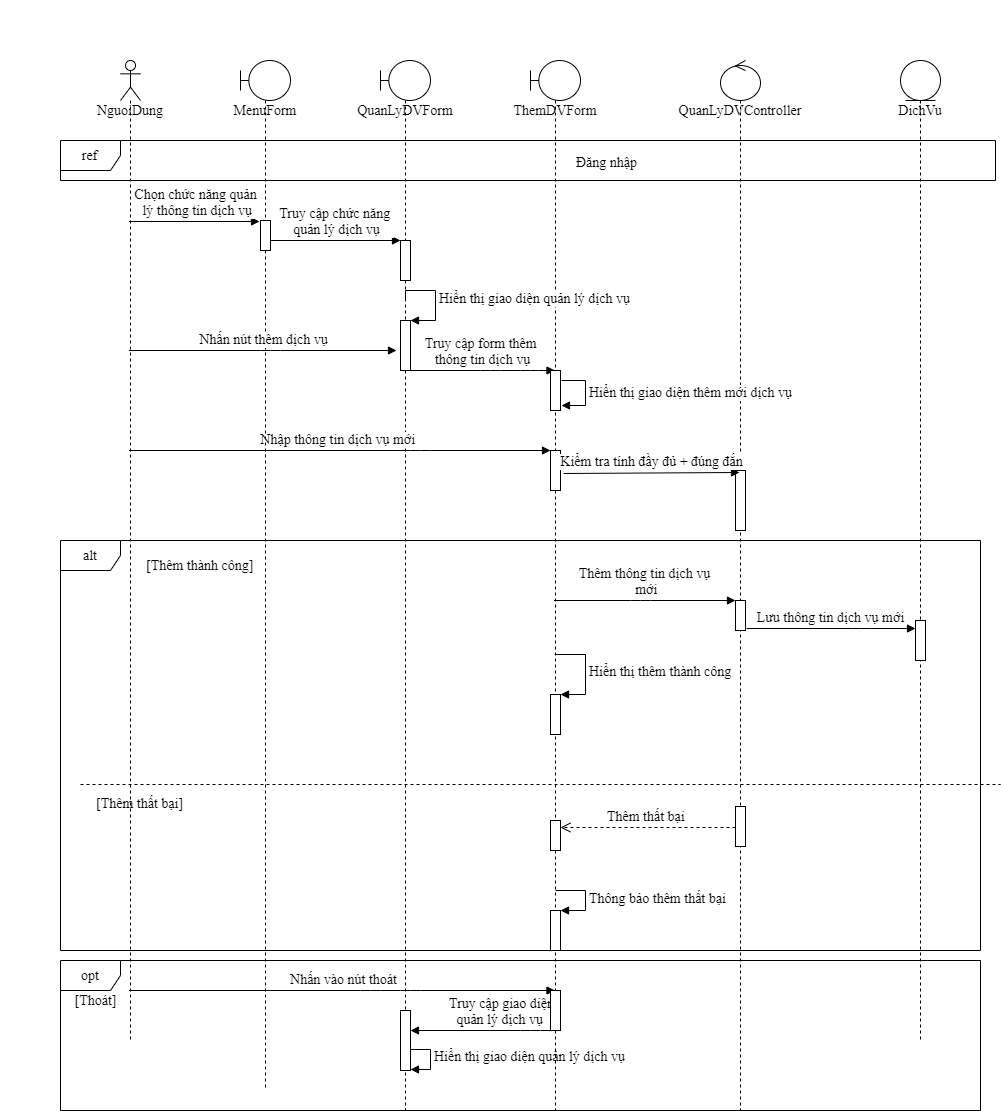 NguoiDung
MenuForm
QuanLyDVForm
ThemDVForm
QuanLyDVController
DichVu
ref
Đăng nhập
Chọn chức năng quản
lý thông tin dịch vụ
Truy cập chức năng
quản lý dịch vụ
Hiển thị giao diện quản lý dịch vụ
Nhấn nút thêm dịch vụ
Truy cập form thêm
thông tin dịch vụ
Hiển thị giao diện thêm mới dịch vụ
Nhập thông tin dịch vụ mới
Kiểm tra tính đầy đủ + đúng đắn
alt
[Thêm thành công]
Thêm thông tin dịch vụ
mới
Lưu thông tin dịch vụ mới
Hiển thị thêm thành công
[Thêm thất bại]
Thêm thất bại
Thông báo thêm thất bại
opt
Nhấn vào nút thoát
[Thoát]
Truy cập giao diện
quản lý dịch vụ
Hiển thị giao diện quản lý dịch vụ